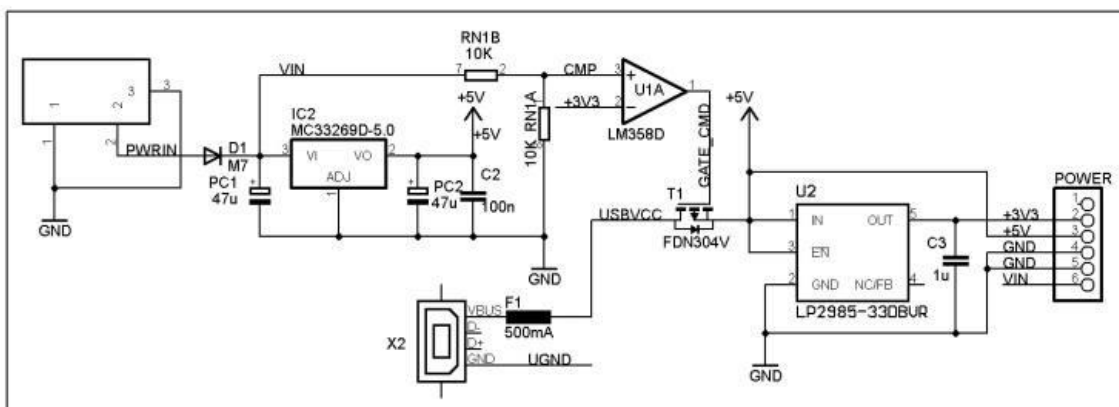 RN1B
10K
VIN
7
2
CMP
3
+
U1A
1
+3V3
2
−
LM358D
3
3
1
2
1
2
PWRIN
GND
D1
M7
PC1
+
47u
IC2
MC33269D-5.0
3
VI
VO
2
ADJ
1
+5V
+5V
+
PC2
47u
C2
100n
10K RN1A
1
8
GND
GATE_CMD
T1
FDN304V
USBVCC
+5V
U2
1
IN
OUT
5
3
EN
2
GND
NC/FB
4
LP2985-33DBVR
C3
1u
GND
POWER
+3V3
+5V
GND
GND
VIN
1
2
3
4
5
6
X2
VBUS
D-
D+
GND
F1
500mA
UGND